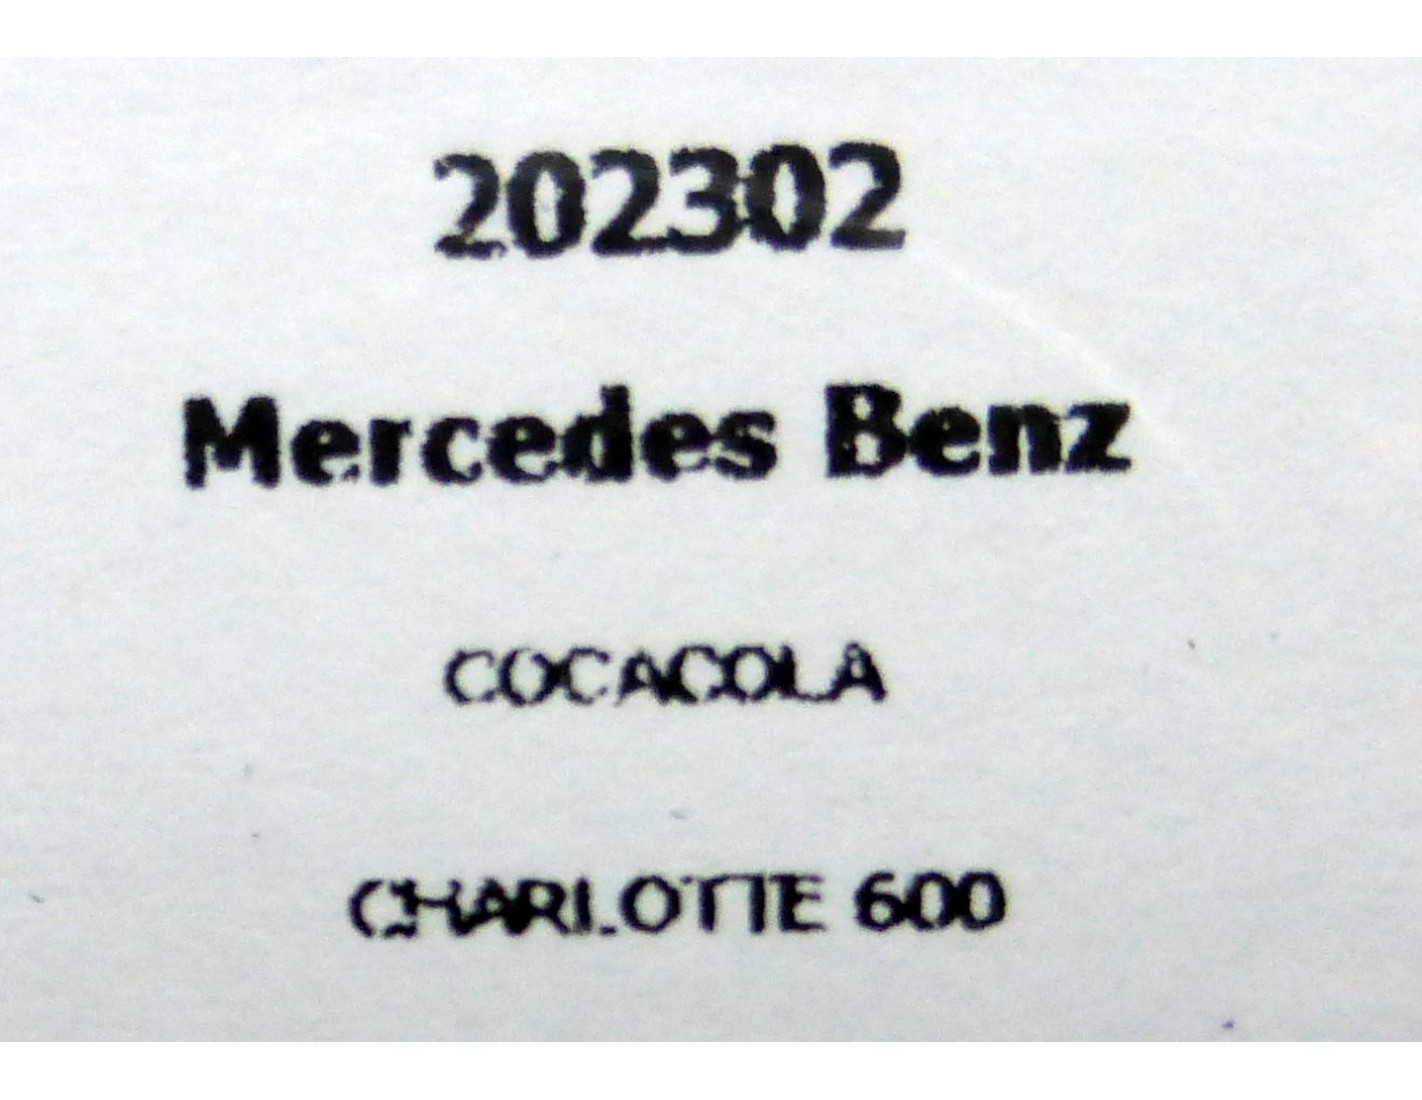 202302
Mercedes Benz
COCACOLA
CHARLOTTE 600